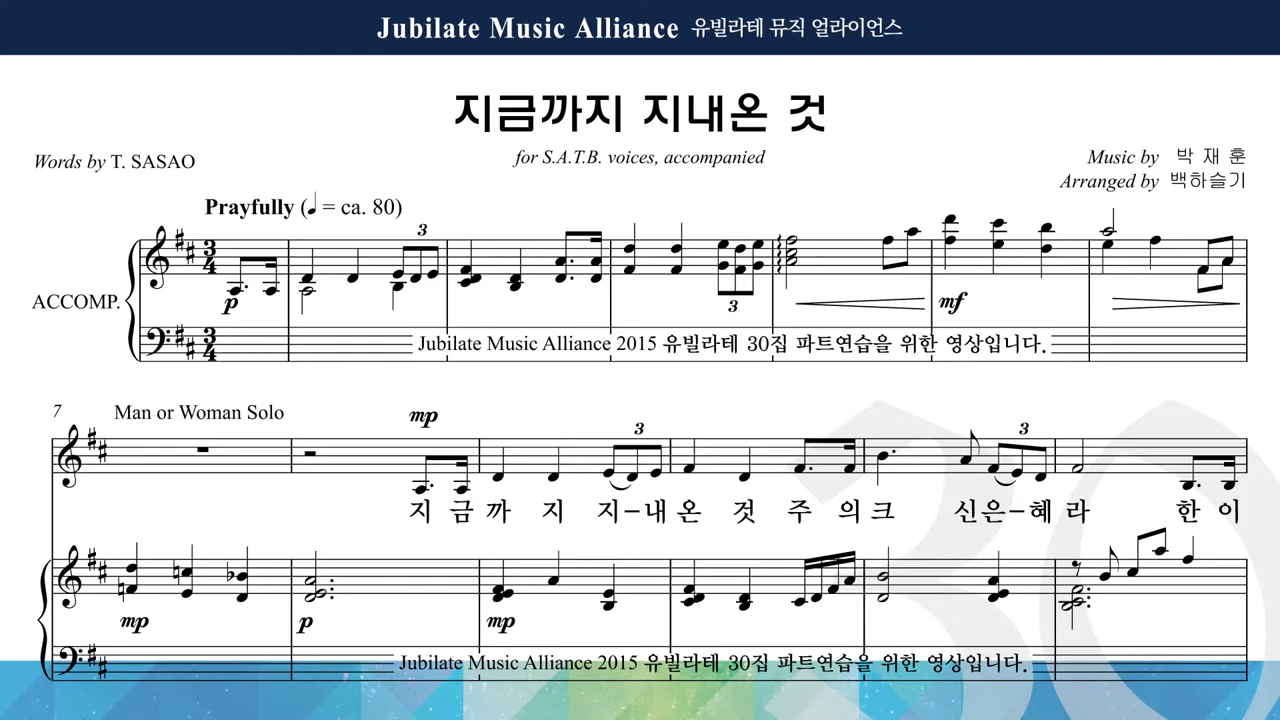 Jubilate Music Alliance 유빌라테 뮤직 얼라이언스
지금까지 지내온 것
for S.A.T.B. voices, accompanied
Words by T. SASAO
Music by 박 재 훈
Arranged by 백하슬기
Prayfully (♩ = ca. 80)
3 3
ACCOMP.
3 4
p mf
3
3 4
Jubilate Music Alliance 2015 유빌라테 30집 파트연습을 위한 영상입니다.
7 Man or Woman Solo mp
3 3
지 금 까 지 지-내 온 것 주 의 크 신은-혜 라 한 이
mp p mp
Jubilate Music Alliance 2015 유빌라테 30집 파트연습을 위한 영상입니다.
30